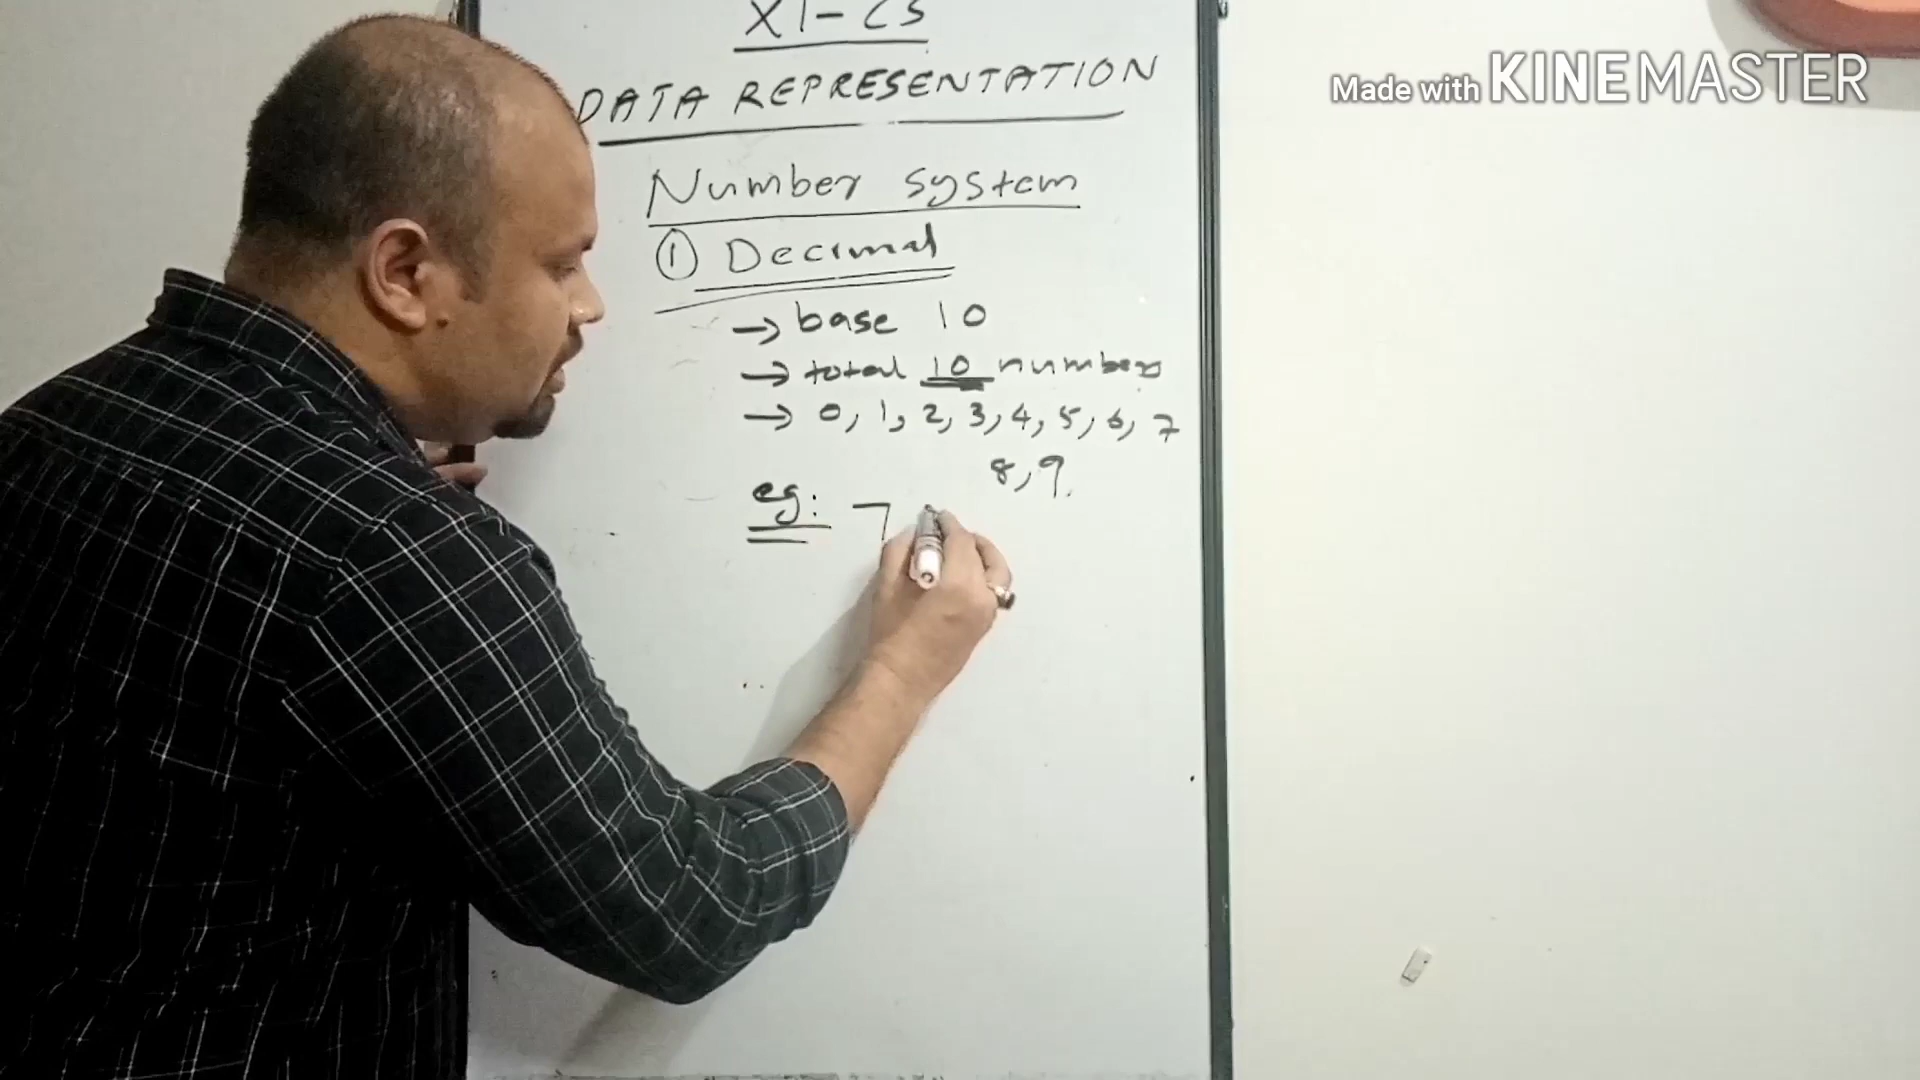 XI-CS
Made with KINEMASTER
DATA REPRESENTATION
Number system
① Decimal
→ base 10
→ total 10 numbers
→ 0, 1, 2, 3, 4, 5, 6, 7
8, 9.
eg: 7